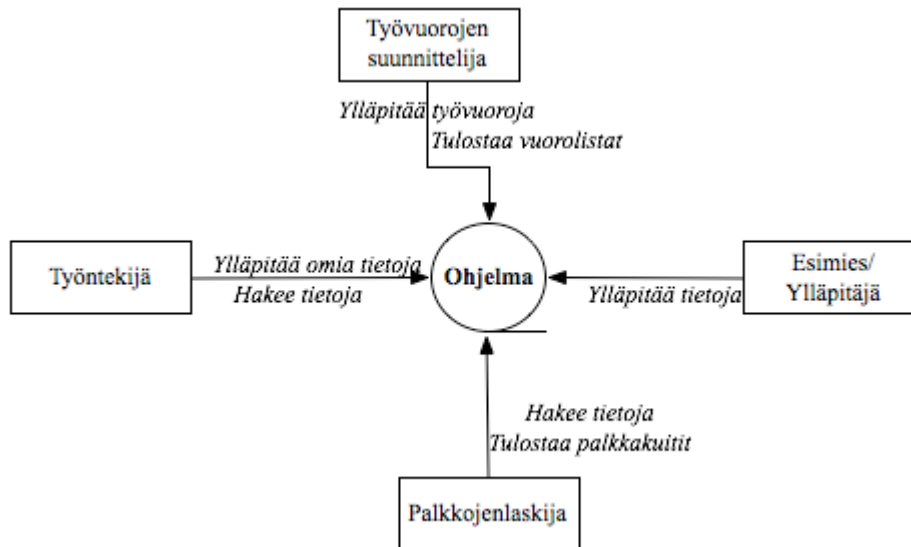 Työvuorojen
suunnittelija
Ylläpitää työvuoroja
Tulostaa vuorolistat
Työntekijä
Ylläpitää omia tietoja
Hakee tietoja
Ohjelma
Ylläpitää tietoja
Esimies/
Ylläpitäjä
Hakee tietoja
Tulostaa palkkakuitit
Palkkojenlaskija